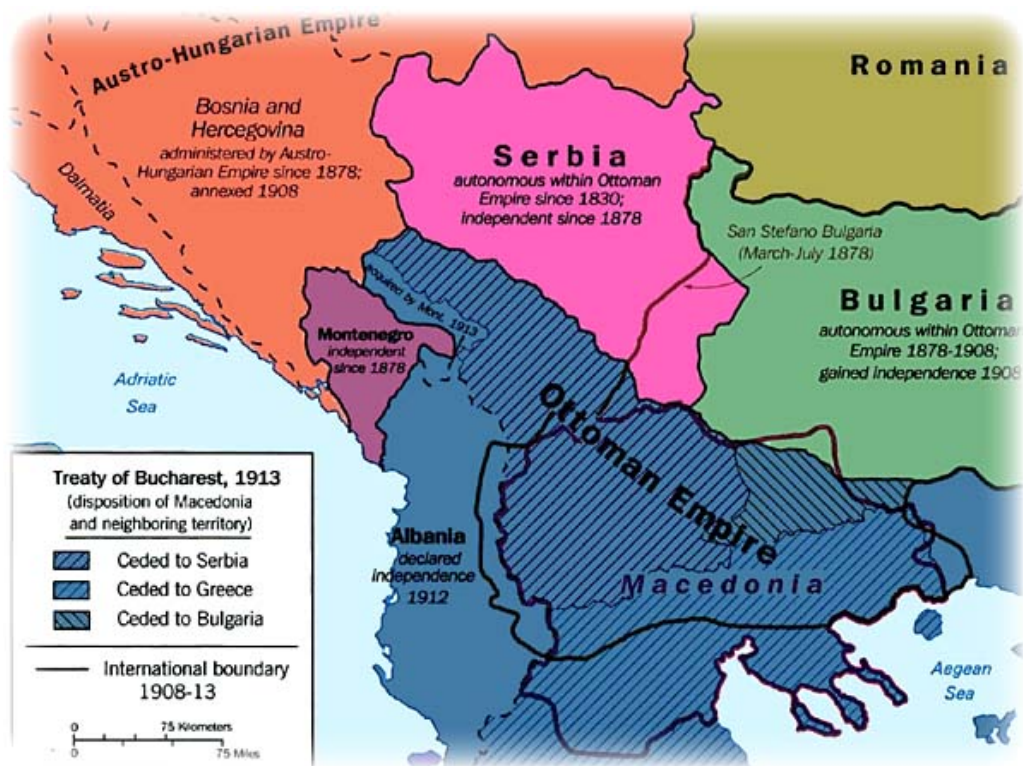 Austro-Hungarian Empire
Romania
Bosnia and
Hercegovina
administered by Austro-
Hungarian Empire since 1878;
annexed 1908
Dalmatia
Serbia
autonomous within Ottoman
Empire since 1830;
independent since 1878
San Stefano Bulgaria
(March-July 1878)
Bulgaria
autonomous within Ottoman
Empire 1878-1908;
gained independence 1908
acquired by Mont. 1913
Montenegro
independent
since 1878
Adriatic
Sea
Ottoman Empire
Macedonia
Albania
declared
independence
1912
Aegean
Sea
Treaty of Bucharest, 1913
(disposition of Macedonia
and neighboring territory)
Ceded to Serbia
Ceded to Greece
Ceded to Bulgaria
International boundary
1908-13
0 75 Kilometers
0 75 Miles